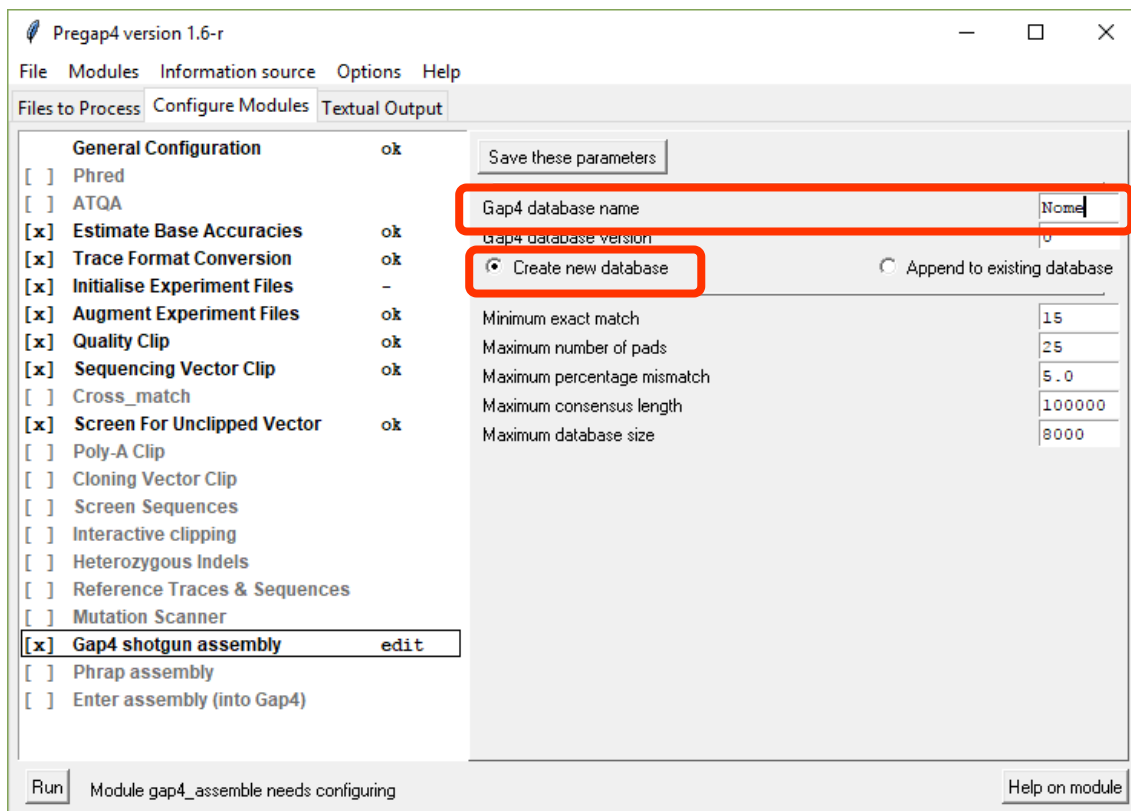 Pregap4 version 1.6-r
File Modules Information source Options Help
Files to Process Configure Modules Textual Output
General Configuration ok
[ ] Phred
[ ] ATQA
[x] Estimate Base Accuracies ok
[x] Trace Format Conversion ok
[x] Initialise Experiment Files -
[x] Augment Experiment Files ok
[x] Quality Clip ok
[x] Sequencing Vector Clip ok
[ ] Cross_match
[x] Screen For Unclipped Vector ok
[ ] Poly-A Clip
[ ] Cloning Vector Clip
[ ] Screen Sequences
[ ] Interactive clipping
[ ] Heterozygous Indels
[ ] Reference Traces & Sequences
[ ] Mutation Scanner
[x] Gap4 shotgun assembly edit
[ ] Phrap assembly
[ ] Enter assembly (into Gap4)
Save these parameters
Gap4 database name Nome
Gap4 database version 0
Create new database Append to existing database
Minimum exact match 15
Maximum number of pads 25
Maximum percentage mismatch 5.0
Maximum consensus length 100000
Maximum database size 8000
Run Module gap4_assemble needs configuring Help on module